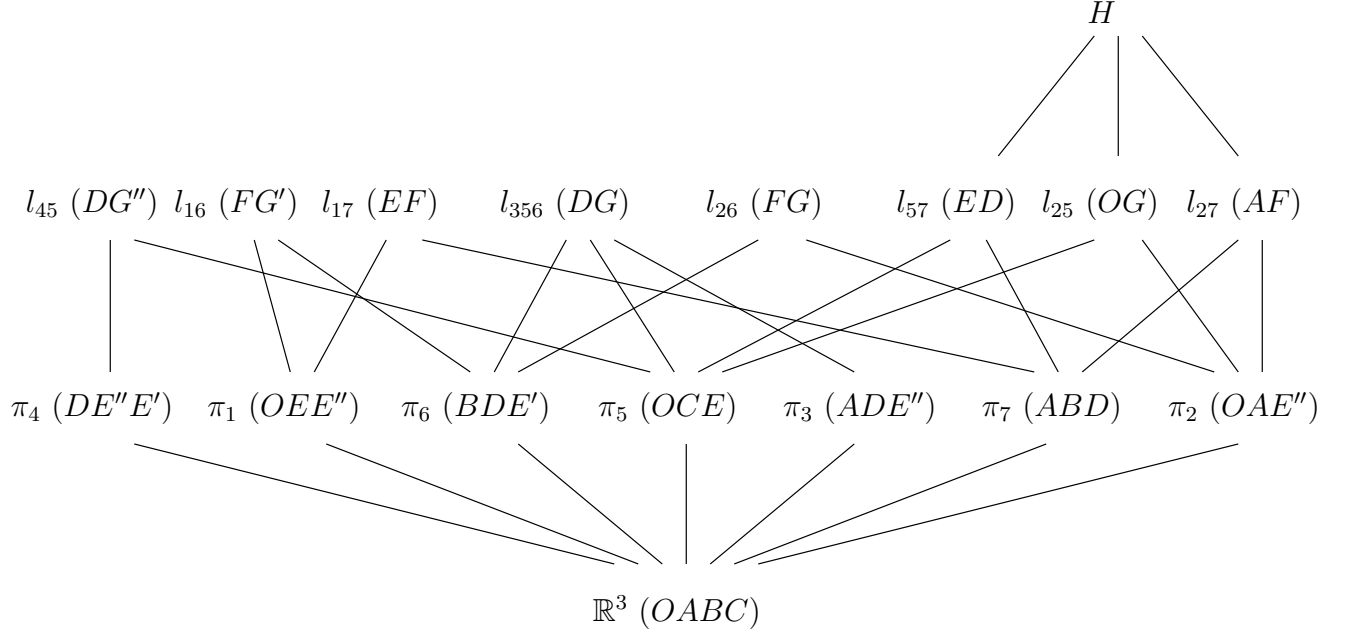 H
l₄₅ (DG″) l₁₆ (FG′) l₁₇ (EF) l₃₅₆ (DG) l₂₆ (FG) l₅₇ (ED) l₂₅ (OG) l₂₇ (AF)
π₄ (DE″E′) π₁ (OEE″) π₆ (BDE′) π₅ (OCE) π₃ (ADE″) π₇ (ABD) π₂ (OAE″)
ℝ³ (OABC)